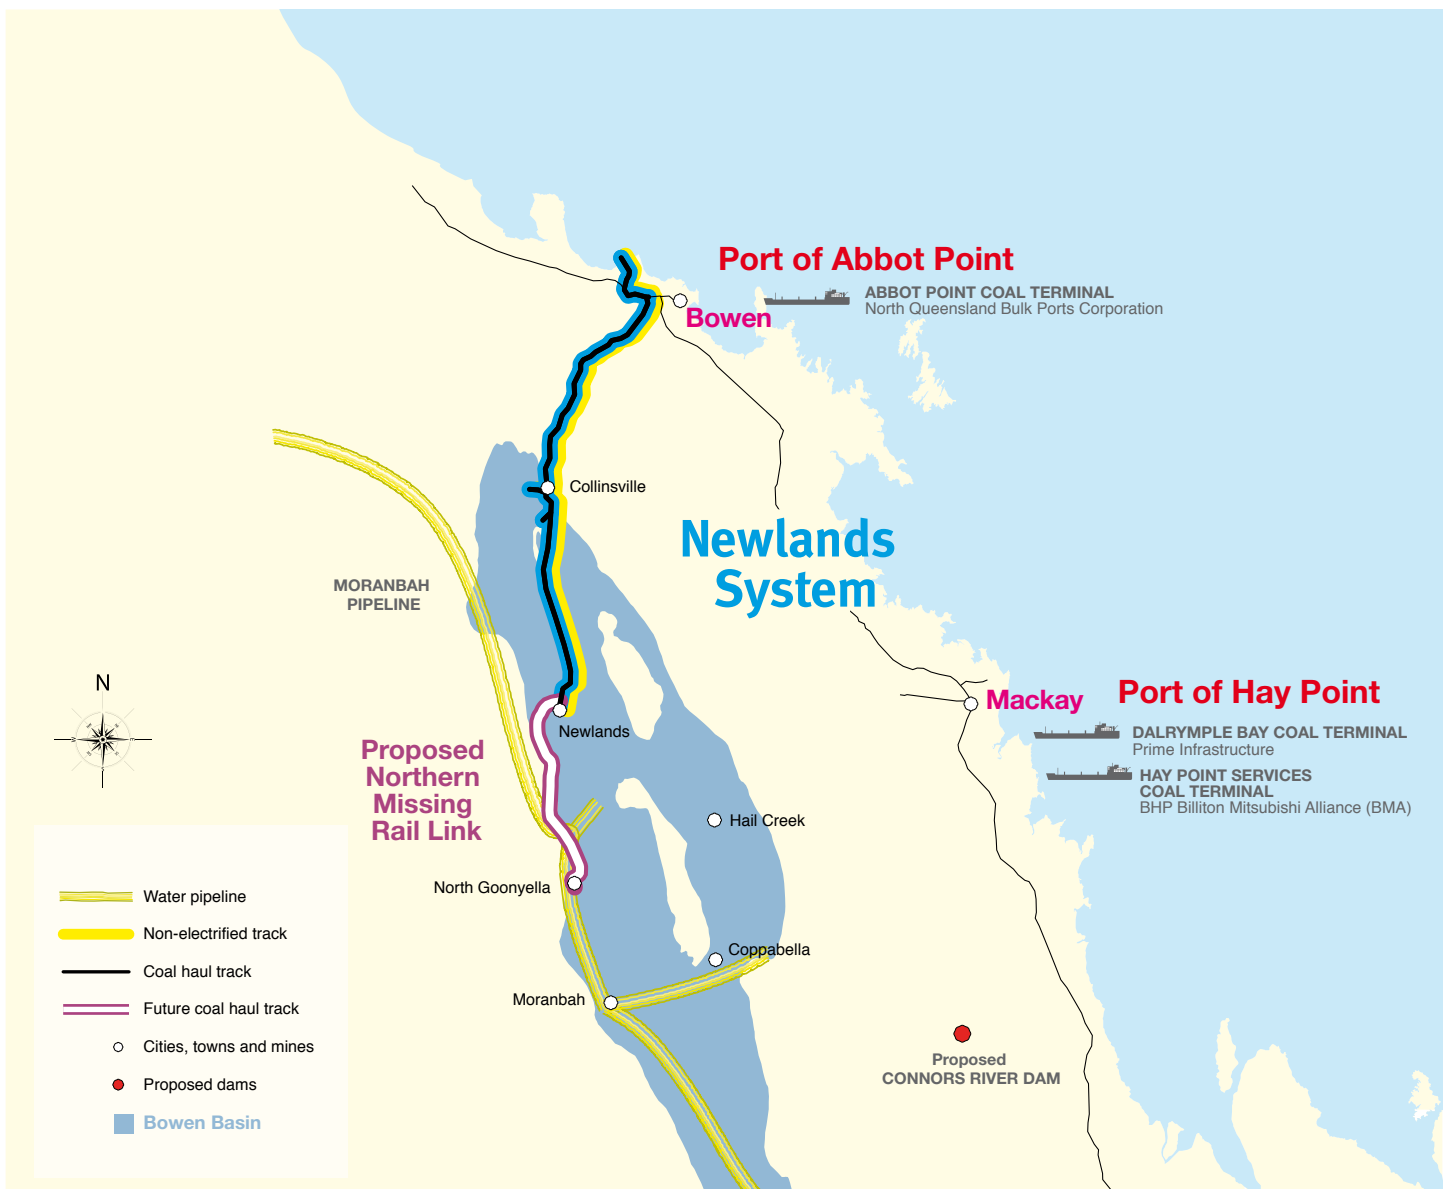 Port of Abbot Point
ABBOT POINT COAL TERMINAL
North Queensland Bulk Ports Corporation
Bowen
Collinsville
Newlands
System
MORANBAH
PIPELINE
N
Mackay
Port of Hay Point
DALRYMPLE BAY COAL TERMINAL
Prime Infrastructure
HAY POINT SERVICES
COAL TERMINAL
BHP Billiton Mitsubishi Alliance (BMA)
Newlands
Proposed
Northern
Missing
Rail Link
Hail Creek
North Goonyella
Coppabella
Moranbah
Proposed
CONNORS RIVER DAM
Water pipeline
Non-electrified track
Coal haul track
Future coal haul track
Cities, towns and mines
Proposed dams
Bowen Basin